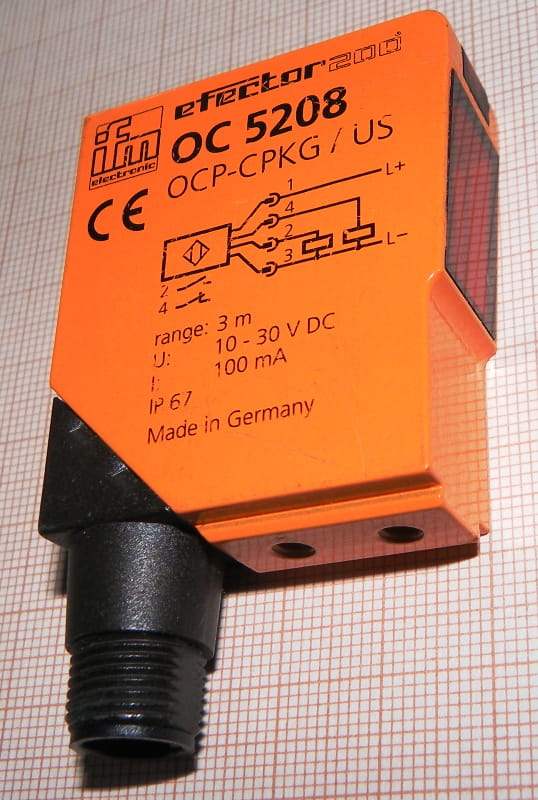 efector200
ifm
electronic
OC 5208
OCP-CPKG / US
CE
1
L+
4
2
3
L–
2
4
range: 3 m
U: 10 - 30 V DC
I: 100 mA
IP 67
Made in Germany